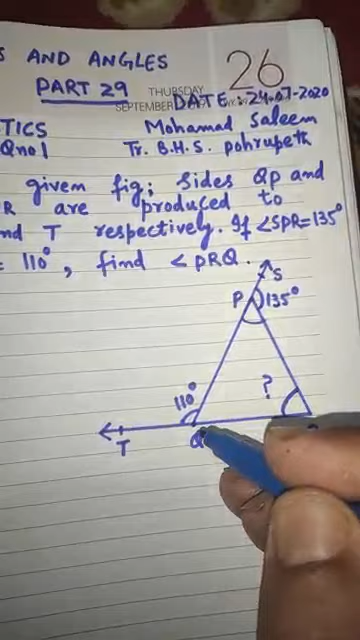 S AND ANGLES
PART 29
26
THURSDAY
SEPTEMBER
DATE : 24-07-2020
TICS
Mohamad Saleem
Qno1
Tr. B.H.S. pohrupeth
given fig; Sides QP and
R are produced to
nd T respectively. If <SPR=135°
= 110°, find <PRQ.
S
P 135°
110° ?
T Q